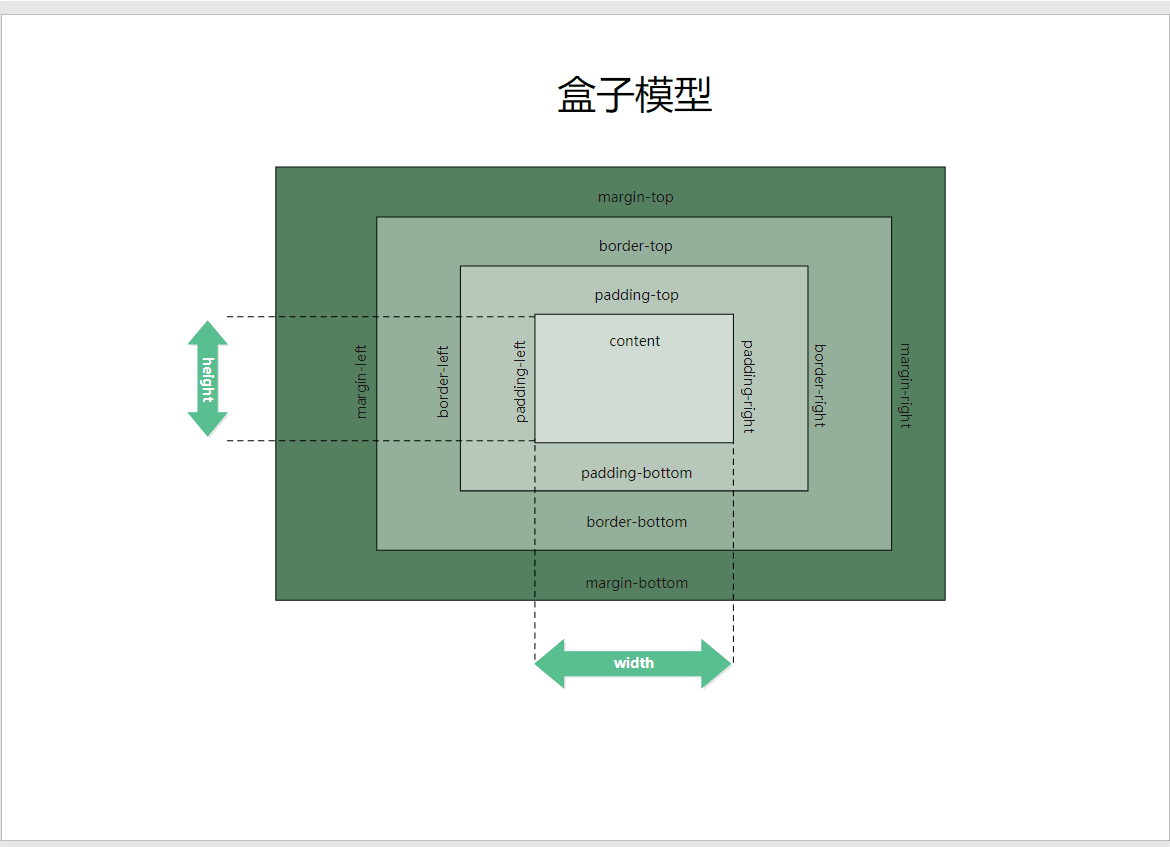 盒子模型
margin-top
border-top
padding-top
content
height
margin-left
border-left
padding-left
padding-right
border-right
margin-right
padding-bottom
border-bottom
margin-bottom
width